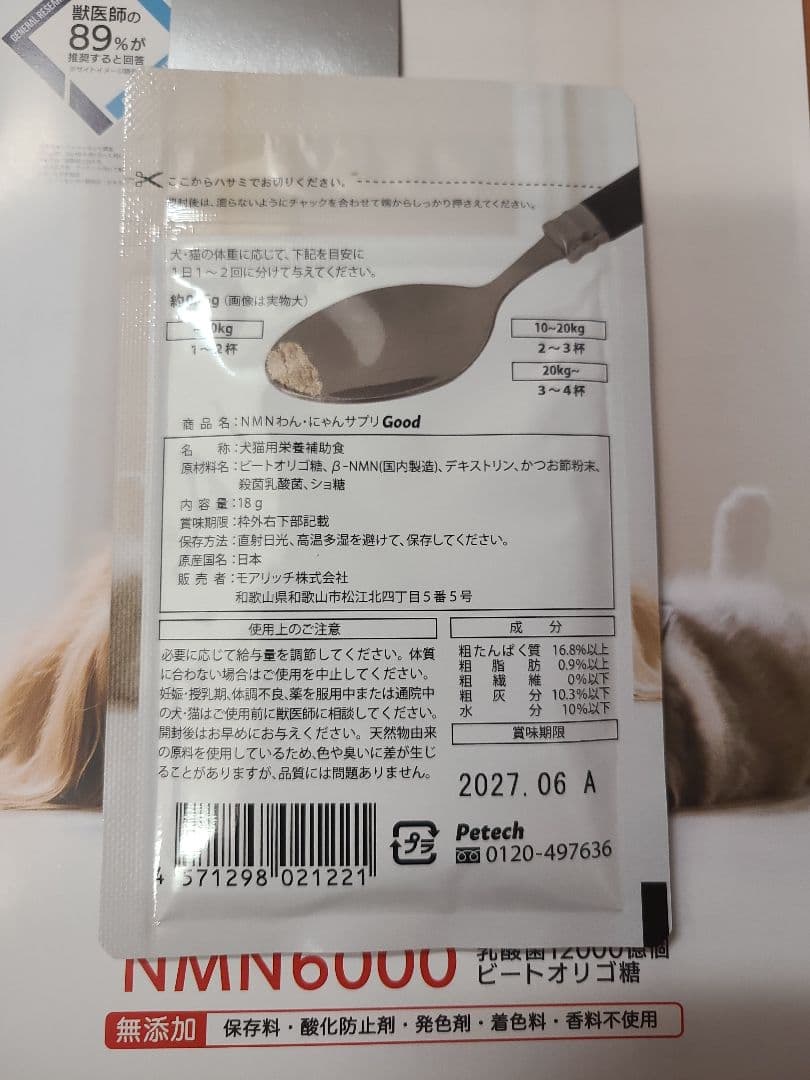 GENERAL RESEARCH
獣医師の
89%が
推奨すると回答
ここからハサミでお切りください。
開封後は、湿らないようにチャックを合わせて端からしっかり押さえてください。
犬・猫の体重に応じて、下記を目安に
1日1〜2回に分けて与えてください。
(画像は実物大)
1〜2杯
10~20kg
2〜3杯
20kg~
3〜4杯
商品名:NMNわん・にゃんサプリGood
名称:犬猫用栄養補助食
原材料名:ビートオリゴ糖、β-NMN(国内製造)、デキストリン、かつお節粉末、
殺菌乳酸菌、ショ糖
内容量:18g
賞味期限:枠外右下部記載
保存方法:直射日光、高温多湿を避けて、保存してください。
原産国名:日本
販売者:モアリッチ株式会社
和歌山県和歌山市松江北四丁目5番5号
使用上のご注意
必要に応じて給与量を調節してください。体質
に合わない場合はご使用を中止してください。
妊娠・授乳期、体調不良、薬を服用中または通院中
の犬・猫はご使用前に獣医師に相談してください。
開封後はお早めにお与えください。天然物由来
の原料を使用しているため、色や臭いに差が生じ
ることがありますが、品質には問題ありません。
成分
粗たんぱく質 16.8%以上
粗脂肪 0.9%以上
粗繊維 0%以下
粗灰分 10.3%以下
水分 10%以下
賞味期限
2027.06 A
4 571298 021221
プラ
Petech
0120-497636
NMN6000
乳酸菌12000億個
ビートオリゴ糖
無添加 保存料・酸化防止剤・発色剤・着色料・香料不使用